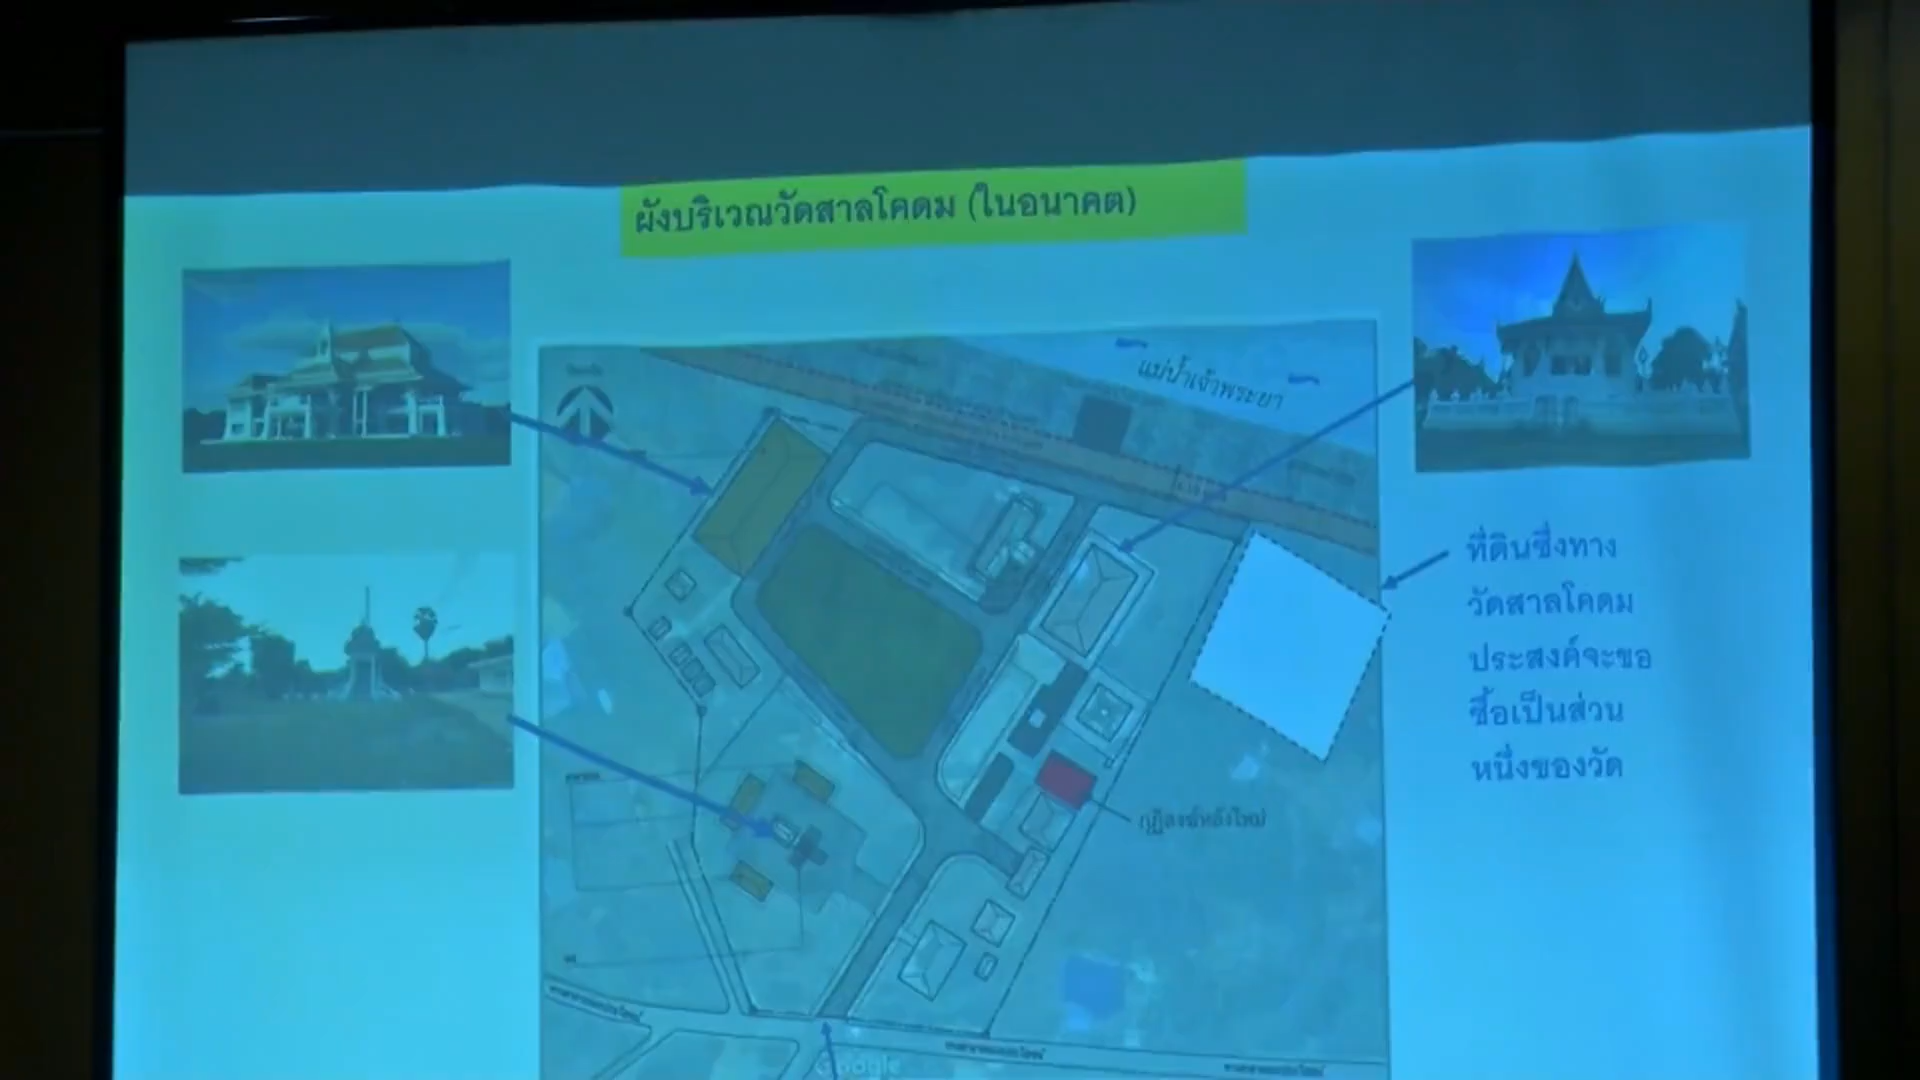 ผังบริเวณวัดสาลโคดม (ในอนาคต)
แม่น้ำเจ้าพระยา
ที่ดินซึ่งทาง
วัดสาลโคดม
ประสงค์จะขอ
ซื้อเป็นส่วน
หนึ่งของวัด
กุฏิสงฆ์หลังใหญ่
Google